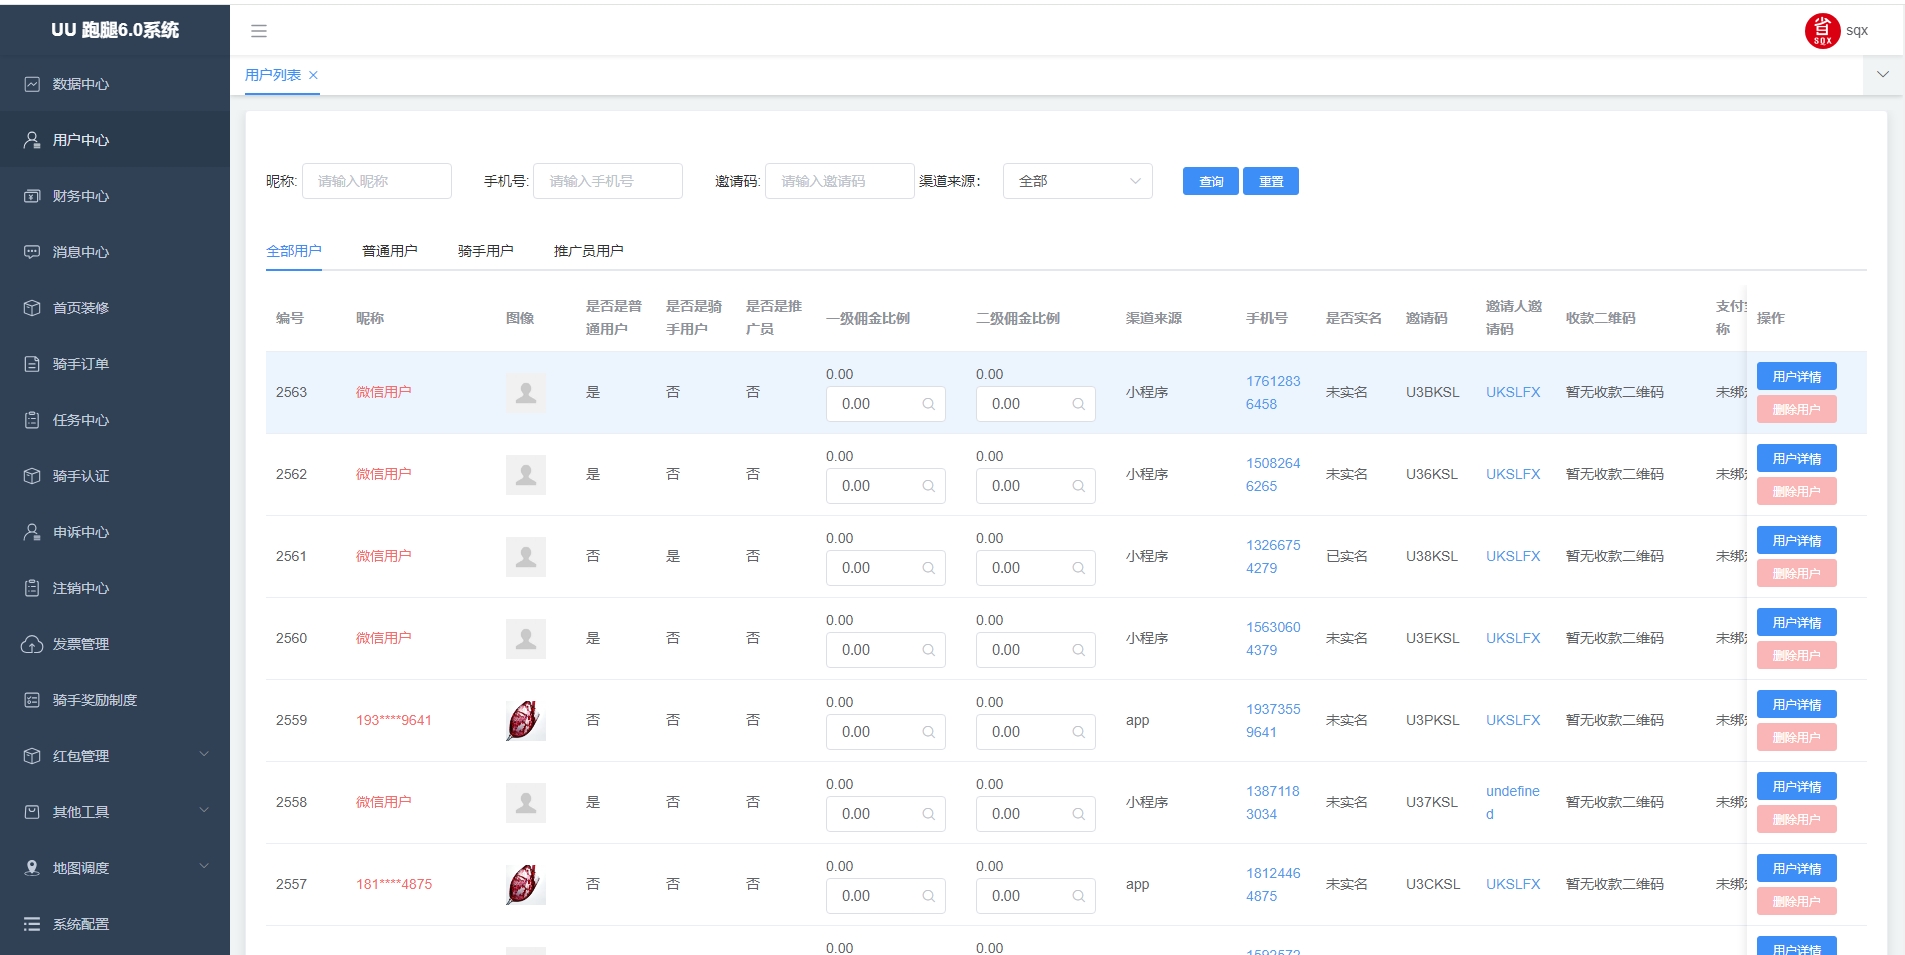 UU 跑腿6.0系统
省
SQX
sqx
用户列表
数据中心
用户中心
财务中心
消息中心
首页装修
骑手订单
任务中心
骑手认证
申诉中心
注销中心
发票管理
骑手奖励制度
红包管理
其他工具
地图调度
系统配置
昵称: 请输入昵称 手机号: 请输入手机号 邀请码: 请输入邀请码 渠道来源: 全部 查询 重置
全部用户 普通用户 骑手用户 推广员用户
编号 昵称 图像 是否是普通用户 是否是骑手用户 是否是推广员 一级佣金比例 二级佣金比例 渠道来源 手机号 是否实名 邀请码 邀请人邀请码 收款二维码 支付 称 操作
2563 微信用户 是 否 否 0.00 0.00 0.00 0.00 小程序 17612836458 未实名 U3BKSL UKSLFX 暂无收款二维码 未绑 用户详情 删除用户
2562 微信用户 是 否 否 0.00 0.00 0.00 0.00 小程序 15082646265 未实名 U36KSL UKSLFX 暂无收款二维码 未绑 用户详情 删除用户
2561 微信用户 否 是 否 0.00 0.00 0.00 0.00 小程序 13266754279 已实名 U38KSL UKSLFX 暂无收款二维码 未绑 用户详情 删除用户
2560 微信用户 是 否 否 0.00 0.00 0.00 0.00 小程序 15630604379 未实名 U3EKSL UKSLFX 暂无收款二维码 未绑 用户详情 删除用户
2559 193****9641 否 否 否 0.00 0.00 0.00 0.00 app 19373559641 未实名 U3PKSL UKSLFX 暂无收款二维码 未绑 用户详情 删除用户
2558 微信用户 是 否 否 0.00 0.00 0.00 0.00 小程序 13871183034 未实名 U37KSL undefined 暂无收款二维码 未绑 用户详情 删除用户
2557 181****4875 否 否 否 0.00 0.00 0.00 0.00 app 18124464875 未实名 U3CKSL UKSLFX 暂无收款二维码 未绑 用户详情 删除用户
0.00 0.00 用户详情